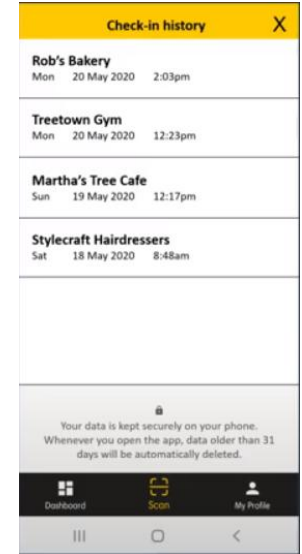 Check-in history X
Rob's Bakery
Mon 20 May 2020 2:03pm
Treetown Gym
Mon 20 May 2020 12:23pm
Martha's Tree Cafe
Sun 19 May 2020 12:17pm
Stylecraft Hairdressers
Sat 18 May 2020 8:48am
Your data is kept securely on your phone.
Whenever you open the app, data older than 31
days will be automatically deleted.
Dashboard Scan My Profile